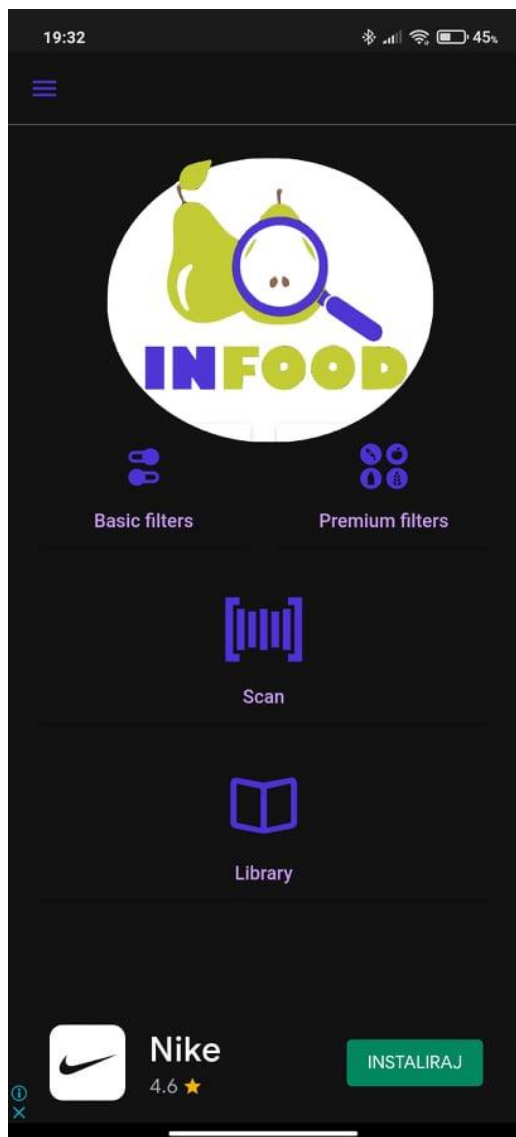 19:32
45%
INFOOD
Basic filters
Premium filters
Scan
Library
Nike
4.6
INSTALIRAJ